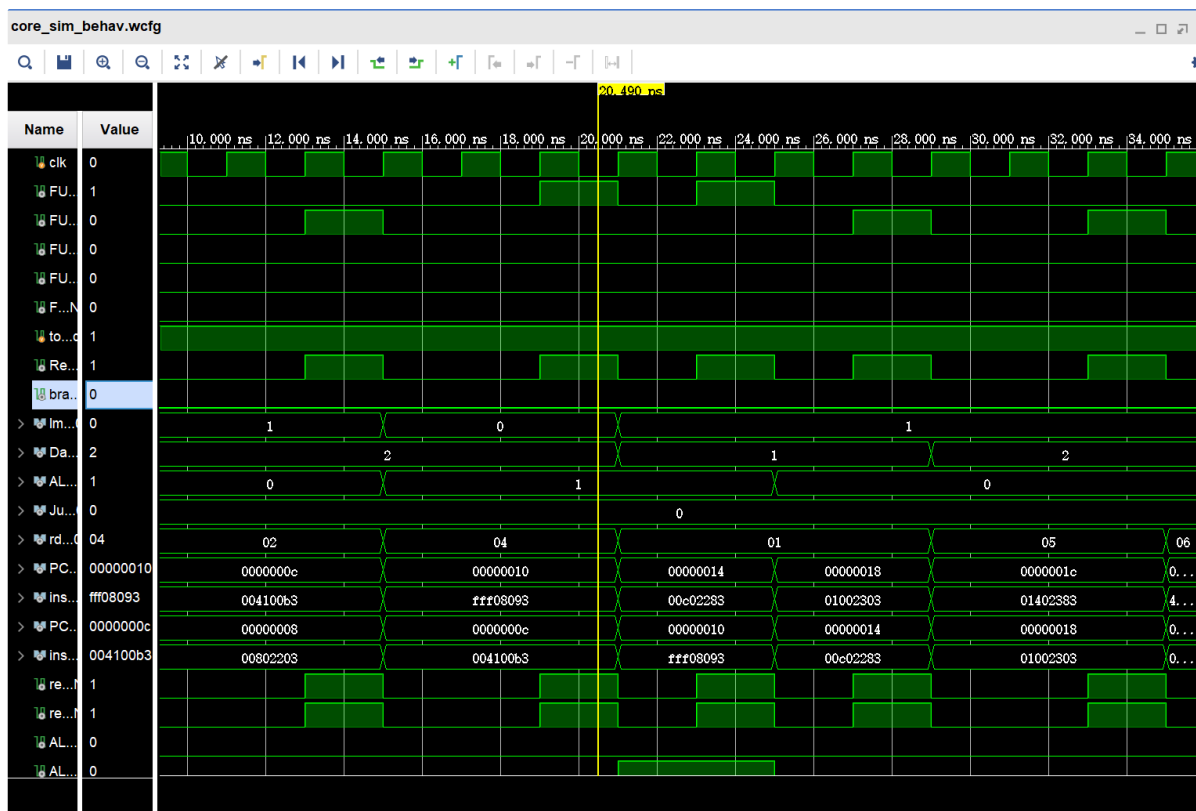 core_sim_behav.wcfg
20.490 ns
Name Value
10.000 ns 12.000 ns 14.000 ns 16.000 ns 18.000 ns 20.000 ns 22.000 ns 24.000 ns 26.000 ns 28.000 ns 30.000 ns 32.000 ns 34.000 ns
clk 0
FU... 1
FU... 0
FU... 0
FU... 0
F...N 0
to...c 1
Re... 1
bra... 0
Im... 0 1 0 1
Da... 2 2 1 2
AL... 1 0 1 0
Ju... 0 0
rd... 04 02 04 01 05 06
PC... 00000010 0000000c 00000010 00000014 00000018 0000001c 0...
ins... fff08093 004100b3 fff08093 00c02283 01002303 01402383 4...
PC... 0000000c 00000008 0000000c 00000010 00000014 00000018 0...
ins... 004100b3 00802203 004100b3 fff08093 00c02283 01002303 0...
re...N 1
re...N 1
AL... 0
AL... 0